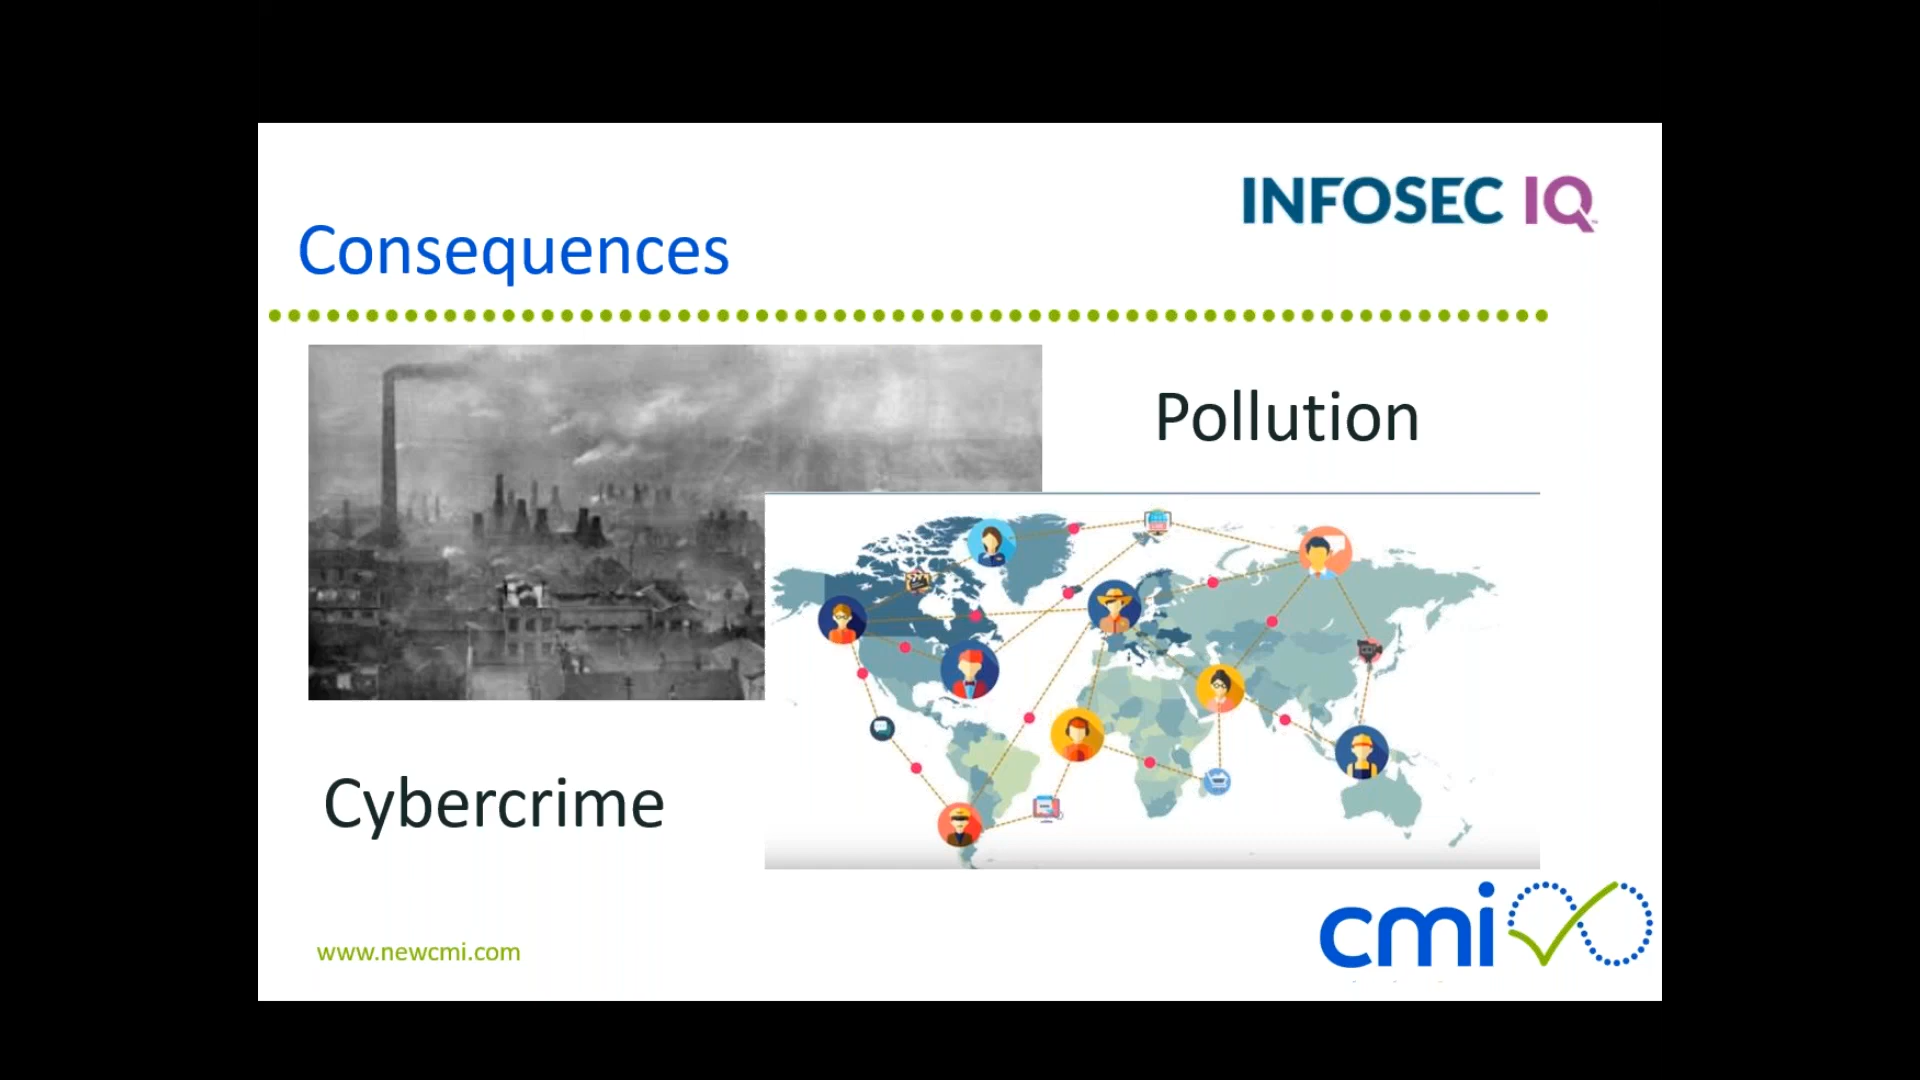 INFOSEC IQ
Consequences
Pollution
Cybercrime
www.newcmi.com
cmi